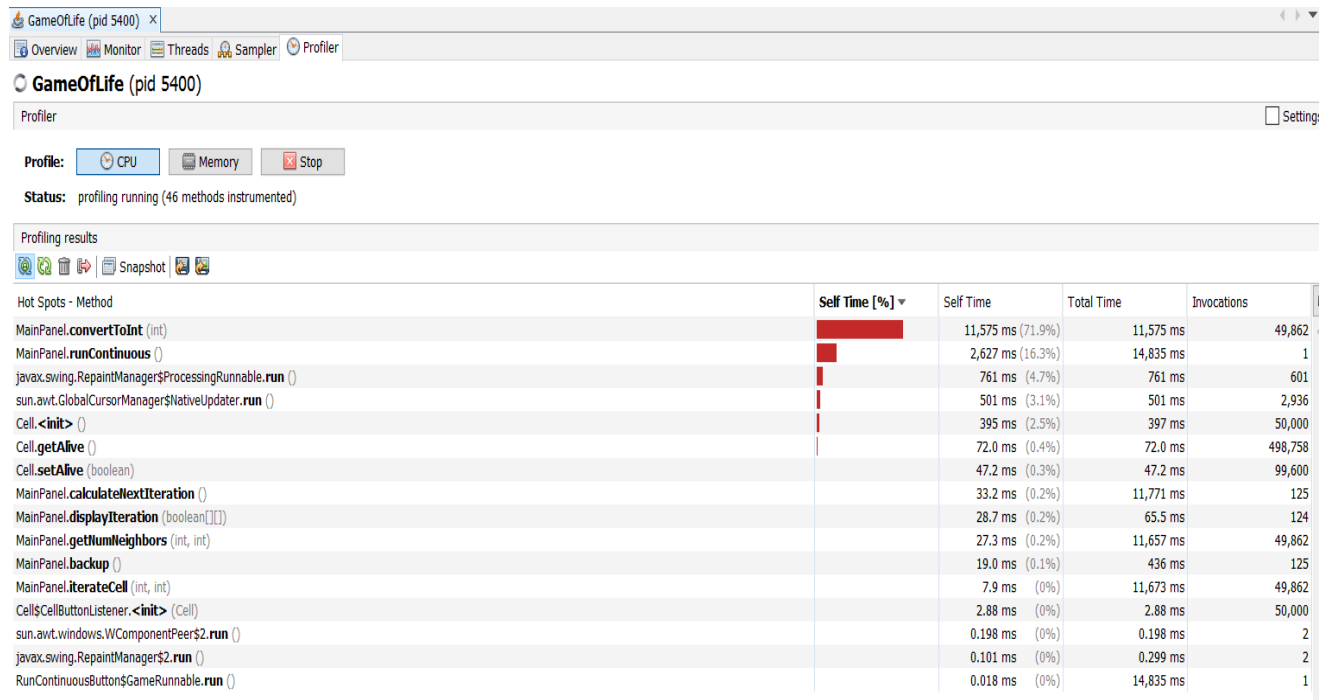 GameOfLife (pid 5400) ×
Overview Monitor Threads Sampler Profiler
GameOfLife (pid 5400)
Profiler Settings
Profile: CPU Memory Stop
Status: profiling running (46 methods instrumented)
Profiling results
Snapshot
Hot Spots - Method Self Time [%] Self Time Total Time Invocations
MainPanel.convertToInt (int) 11,575 ms (71.9%) 11,575 ms 49,862
MainPanel.runContinuous () 2,627 ms (16.3%) 14,835 ms 1
javax.swing.RepaintManager$ProcessingRunnable.run () 761 ms (4.7%) 761 ms 601
sun.awt.GlobalCursorManager$NativeUpdater.run () 501 ms (3.1%) 501 ms 2,936
Cell.<init> () 395 ms (2.5%) 397 ms 50,000
Cell.getAlive () 72.0 ms (0.4%) 72.0 ms 498,758
Cell.setAlive (boolean) 47.2 ms (0.3%) 47.2 ms 99,600
MainPanel.calculateNextIteration () 33.2 ms (0.2%) 11,771 ms 125
MainPanel.displayIteration (boolean[][]) 28.7 ms (0.2%) 65.5 ms 124
MainPanel.getNumNeighbors (int, int) 27.3 ms (0.2%) 11,657 ms 49,862
MainPanel.backup () 19.0 ms (0.1%) 436 ms 125
MainPanel.iterateCell (int, int) 7.9 ms (0%) 11,673 ms 49,862
Cell$CellButtonListener.<init> (Cell) 2.88 ms (0%) 2.88 ms 50,000
sun.awt.windows.WComponentPeer$2.run () 0.198 ms (0%) 0.198 ms 2
javax.swing.RepaintManager$2.run () 0.101 ms (0%) 0.299 ms 2
RunContinuousButton$GameRunnable.run () 0.018 ms (0%) 14,835 ms 1